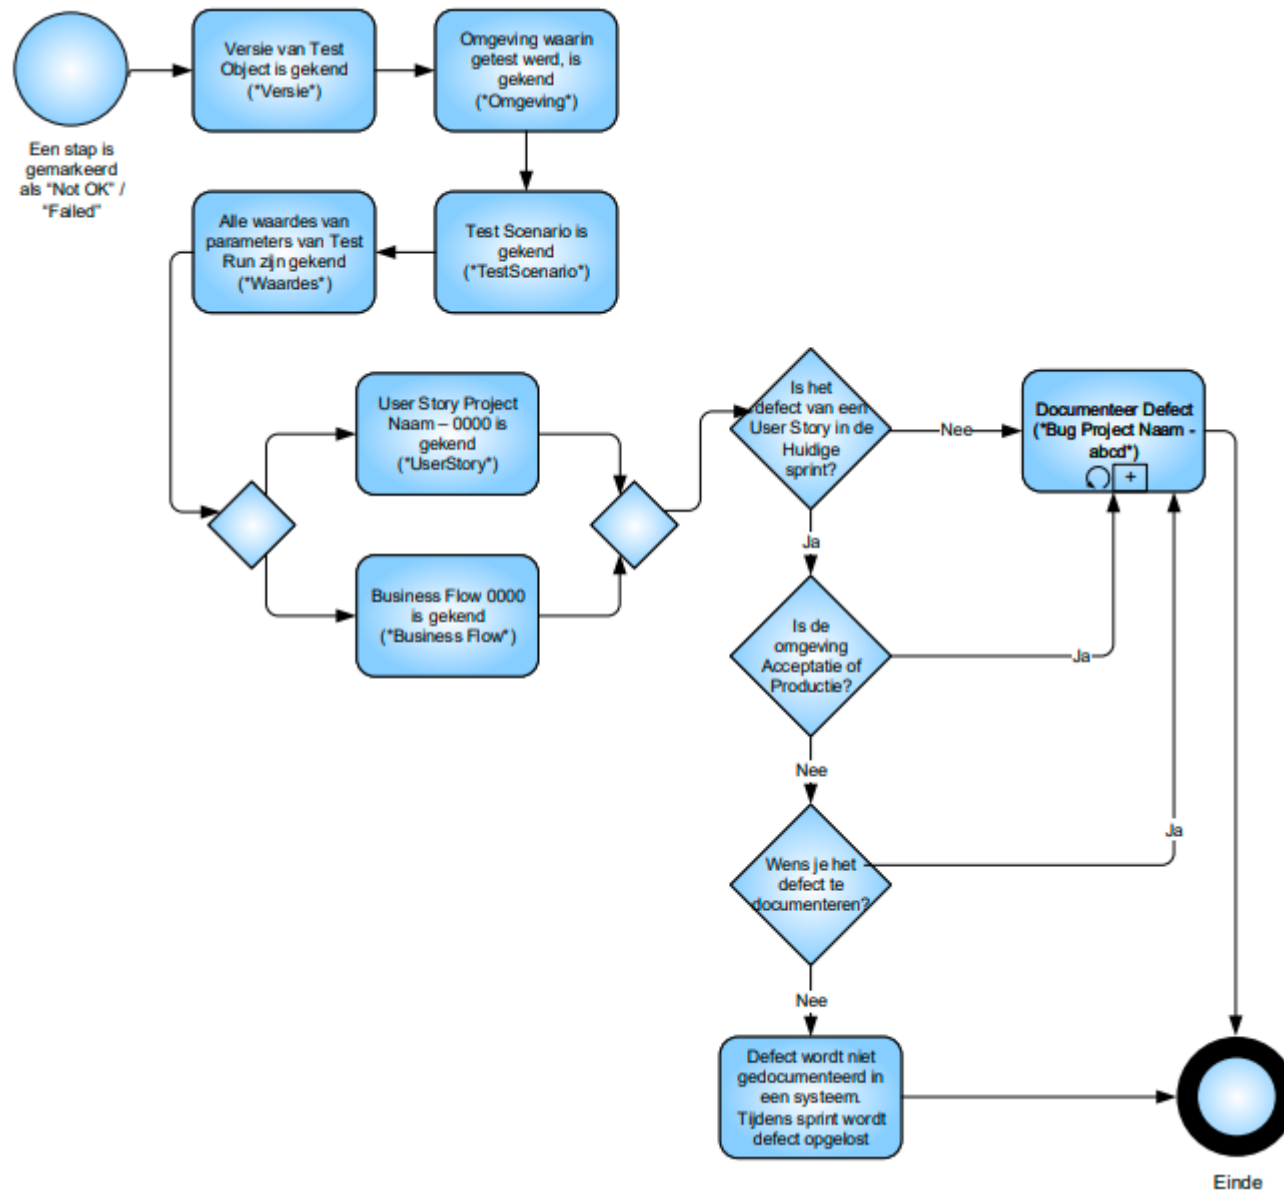 Versie van Test
Object is gekend
(*Versie*)
Omgeving waarin
getest werd, is
gekend
(*Omgeving*)
Een stap is
gemarkeerd
als "Not OK" /
"Failed"
Alle waardes van
parameters van Test
Run zijn gekend
(*Waardes*)
Test Scenario is
gekend
(*TestScenario*)
User Story Project
Naam – 0000 is
gekend
(*UserStory*)
Business Flow 0000
is gekend
(*Business Flow*)
Is het
defect van een
User Story in de
Huidige
sprint?
Nee
Documenteer Defect
(*Bug Project Naam -
abcd*)
+
Ja
Is de
omgeving
Acceptatie of
Productie?
Ja
Nee
Ja
Wens je het
defect te
documenteren?
Nee
Defect wordt niet
gedocumenteerd in
een systeem.
Tijdens sprint wordt
defect opgelost
Einde